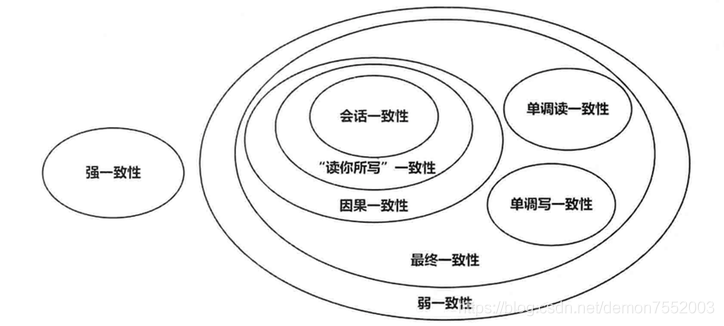 会话一致性
单调读一致性
强一致性
“读你所写”一致性
因果一致性
单调写一致性
最终一致性
弱一致性
https://blog.csdn.net/demon7552003